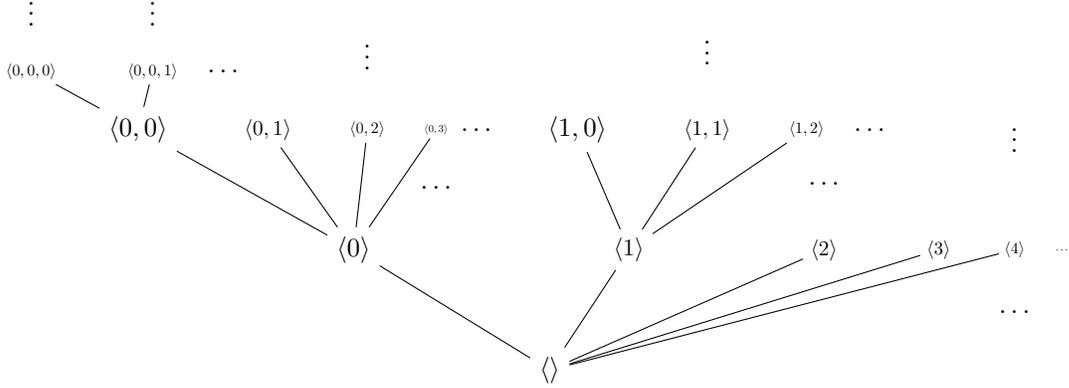 ⋮ ⋮
⟨0, 0, 0⟩ ⟨0, 0, 1⟩ ⋯ ⋮ ⋮
⟨0, 0⟩ ⟨0, 1⟩ ⟨0, 2⟩ ⟨0, 3⟩ ⋯ ⟨1, 0⟩ ⟨1, 1⟩ ⟨1, 2⟩ ⋯ ⋮
⋯ ⋯
⟨0⟩ ⟨1⟩ ⟨2⟩ ⟨3⟩ ⟨4⟩ ⋯
⋯
⟨⟩